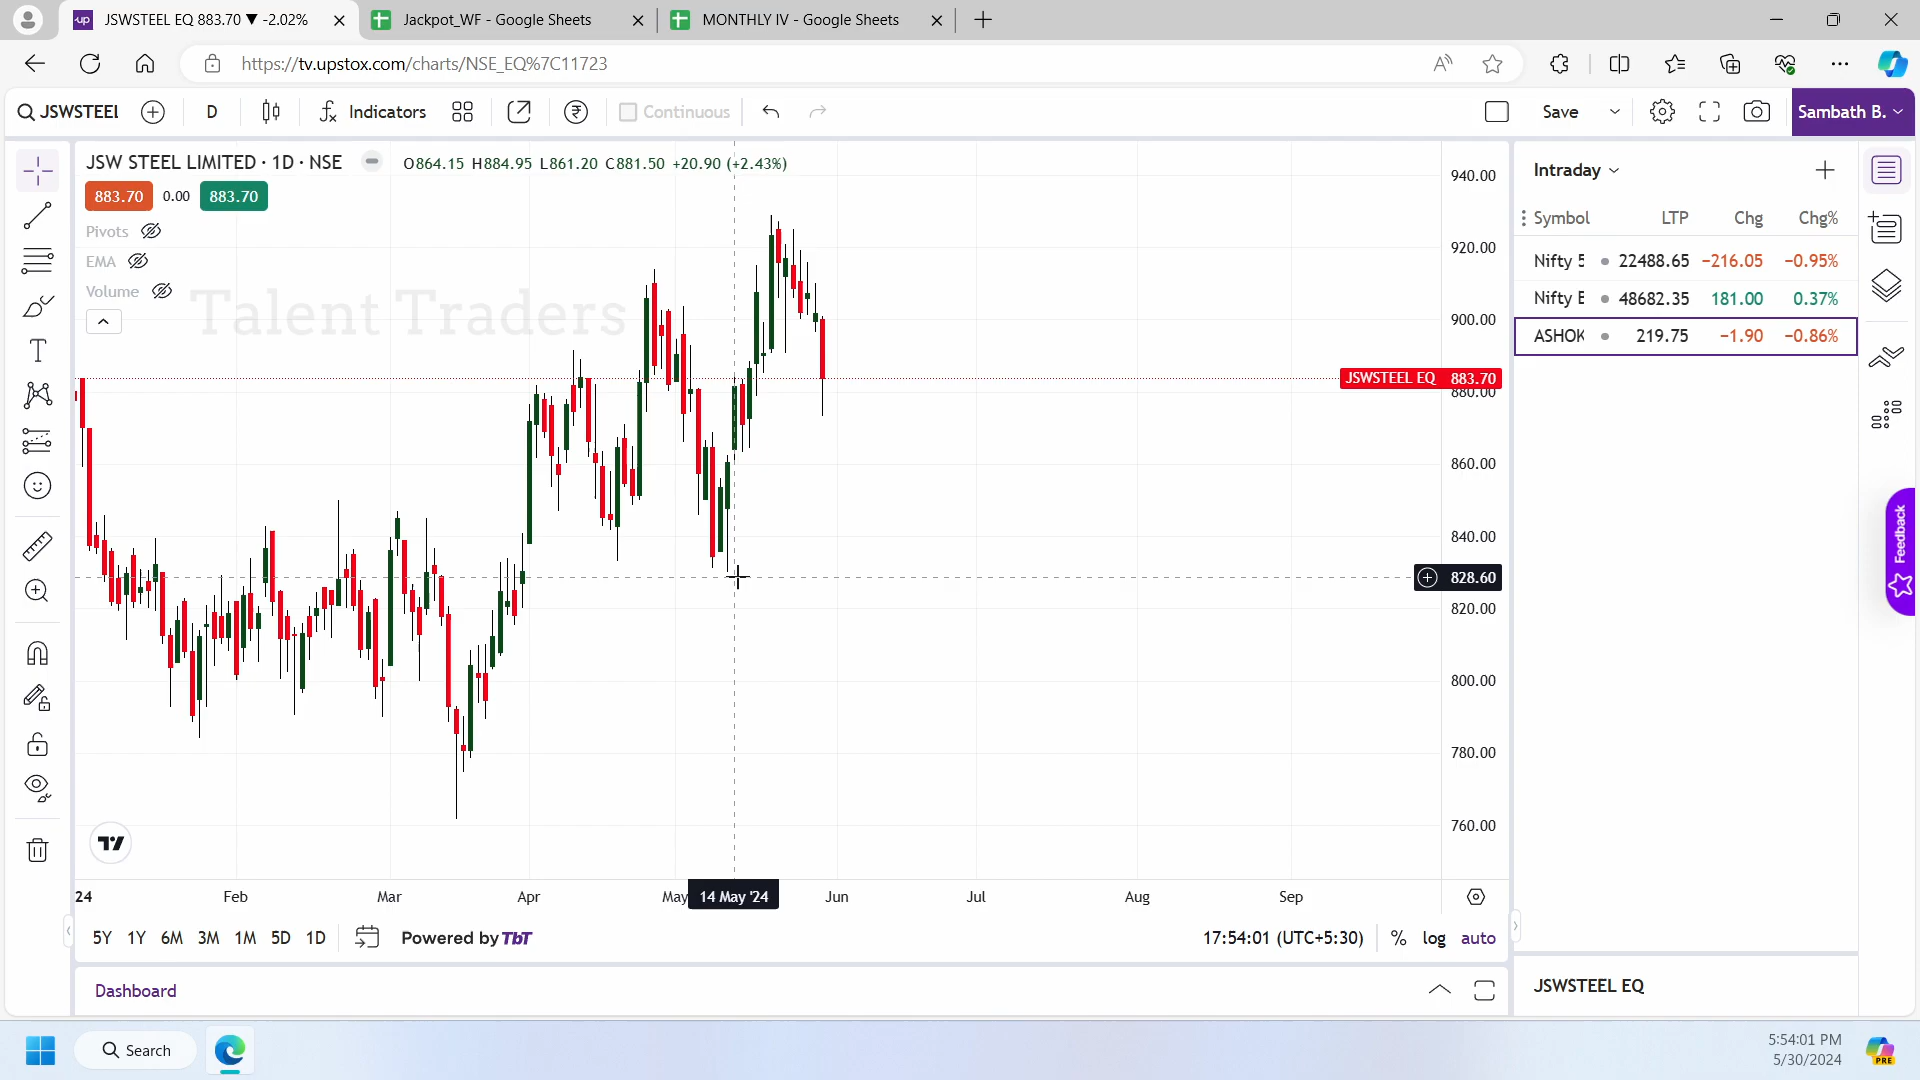 JSWSTEEL EQ 883.70 ▼ -2.02%
Jackpot_WF - Google Sheets
MONTHLY IV - Google Sheets
https://tv.upstox.com/charts/NSE_EQ%7C11723
JSWSTEEL
D
Indicators
Continuous
Save
Sambath B.
JSW STEEL LIMITED · 1D · NSE
O864.15 H884.95 L861.20 C881.50 +20.90 (+2.43%)
883.70 0.00 883.70
Pivots
EMA
Volume
Talent Traders
940.00
920.00
900.00
JSWSTEEL EQ 883.70
880.00
860.00
840.00
828.60
820.00
800.00
780.00
760.00
24 Feb Mar Apr May 14 May '24 Jun Jul Aug Sep
5Y 1Y 6M 3M 1M 5D 1D
Powered by TbT
17:54:01 (UTC+5:30)
% log auto
Dashboard
Intraday
Symbol LTP Chg Chg%
Nifty 5 22488.65 −216.05 −0.95%
Nifty E 48682.35 181.00 0.37%
ASHOK 219.75 −1.90 −0.86%
Feedback
JSWSTEEL EQ
Search
5:54:01 PM
5/30/2024
PRE